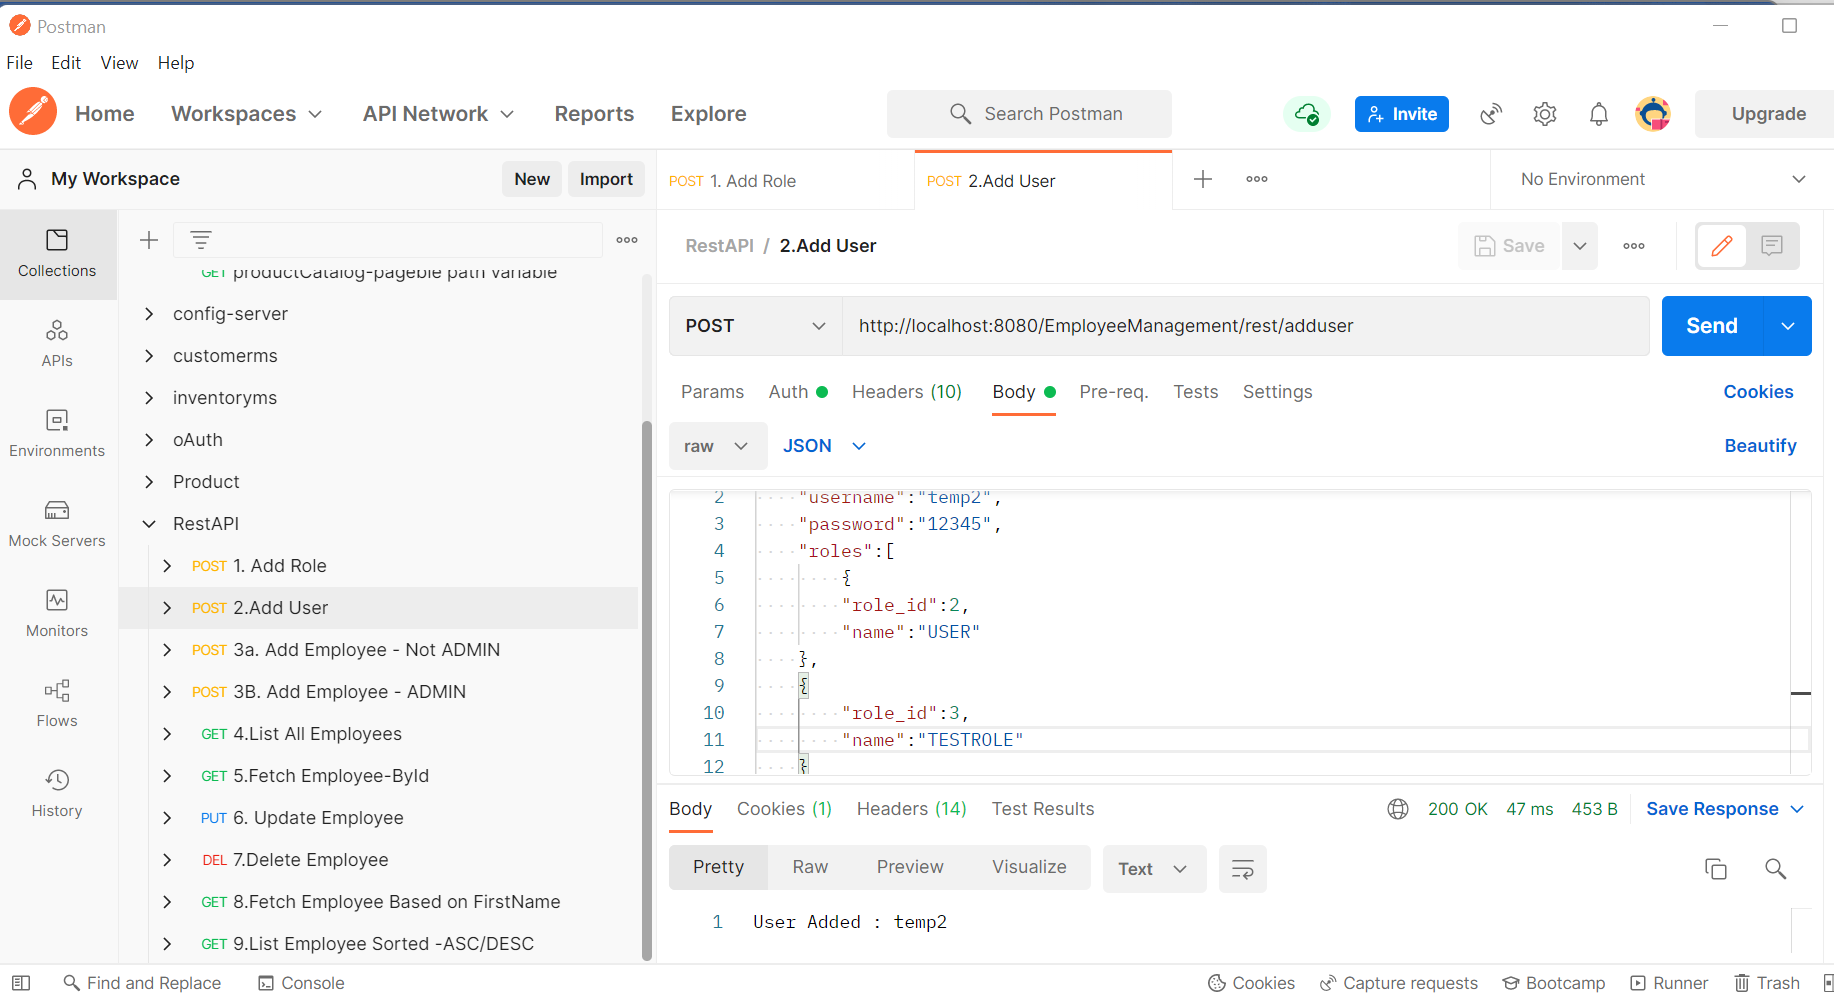 Postman
File Edit View Help
Home Workspaces API Network Reports Explore Search Postman Invite Upgrade
My Workspace New Import
POST 1. Add Role POST 2.Add User No Environment
Collections
APIs
Environments
Mock Servers
Monitors
Flows
History
GET productCatalog-pageble path variable
config-server
customerms
inventoryms
oAuth
Product
RestAPI
POST 1. Add Role
POST 2.Add User
POST 3a. Add Employee - Not ADMIN
POST 3B. Add Employee - ADMIN
GET 4.List All Employees
GET 5.Fetch Employee-ById
PUT 6. Update Employee
DEL 7.Delete Employee
GET 8.Fetch Employee Based on FirstName
GET 9.List Employee Sorted -ASC/DESC
RestAPI / 2.Add User Save
POST http://localhost:8080/EmployeeManagement/rest/adduser Send
Params Auth Headers (10) Body Pre-req. Tests Settings Cookies
raw JSON Beautify
2 "username":"temp2",
3 "password":"12345",
4 "roles":[
5 {
6 "role_id":2,
7 "name":"USER"
8 },
9 {
10 "role_id":3,
11 "name":"TESTROLE"
12 }
Body Cookies (1) Headers (14) Test Results 200 OK 47 ms 453 B Save Response
Pretty Raw Preview Visualize Text
1 User Added : temp2
Find and Replace Console Cookies Capture requests Bootcamp Runner Trash